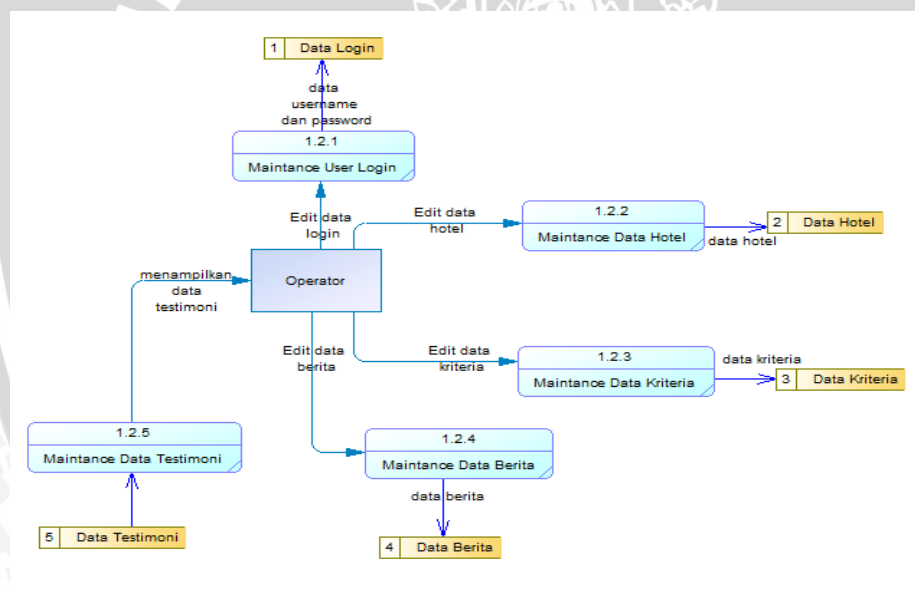 1 Data Login
data
username
dan password
1.2.1
Maintance User Login
Edit data
login
Edit data
hotel
1.2.2
Maintance Data Hotel
data hotel
2 Data Hotel
menampilkan
data
testimoni
Operator
Edit data
berita
Edit data
kriteria
1.2.3
Maintance Data Kriteria
data kriteria
3 Data Kriteria
1.2.5
Maintance Data Testimoni
1.2.4
Maintance Data Berita
data berita
5 Data Testimoni
4 Data Berita